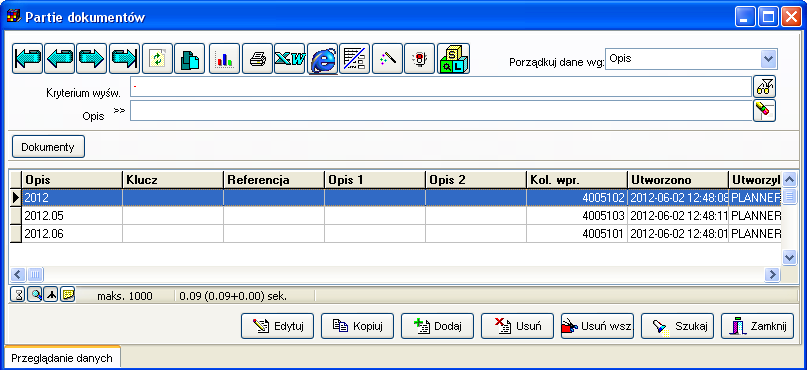 Partie dokumentów
XW
SQL
Porządkuj dane wg: Opis
Kryterium wyśw. .
Opis >>
Dokumenty
Opis Klucz Referencja Opis 1 Opis 2 Kol. wpr. Utworzono Utworzył
2012 4005102 2012-06-02 12:48:08 PLANNER
2012.05 4005103 2012-06-02 12:48:11 PLANNER
2012.06 4005101 2012-06-02 12:48:01 PLANNER
maks. 1000 0.09 (0.09+0.00) sek.
Edytuj Kopiuj Dodaj Usuń Usuń wsz Szukaj Zamknij
Przeglądanie danych